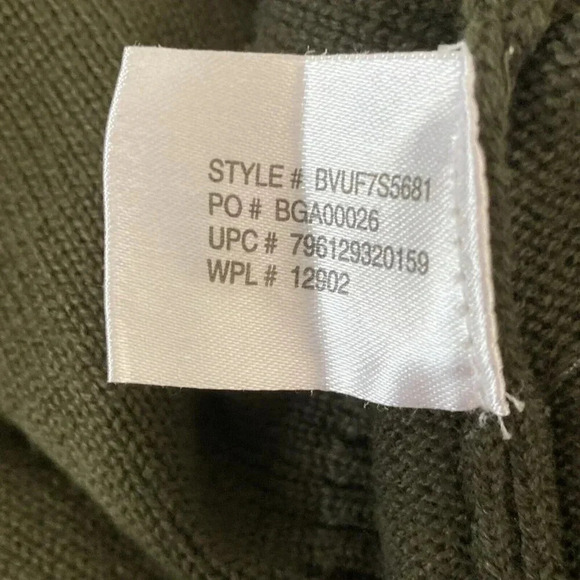 STYLE # BVUF7S5681
PO # BGA00026
UPC # 796129320159
WPL # 12902